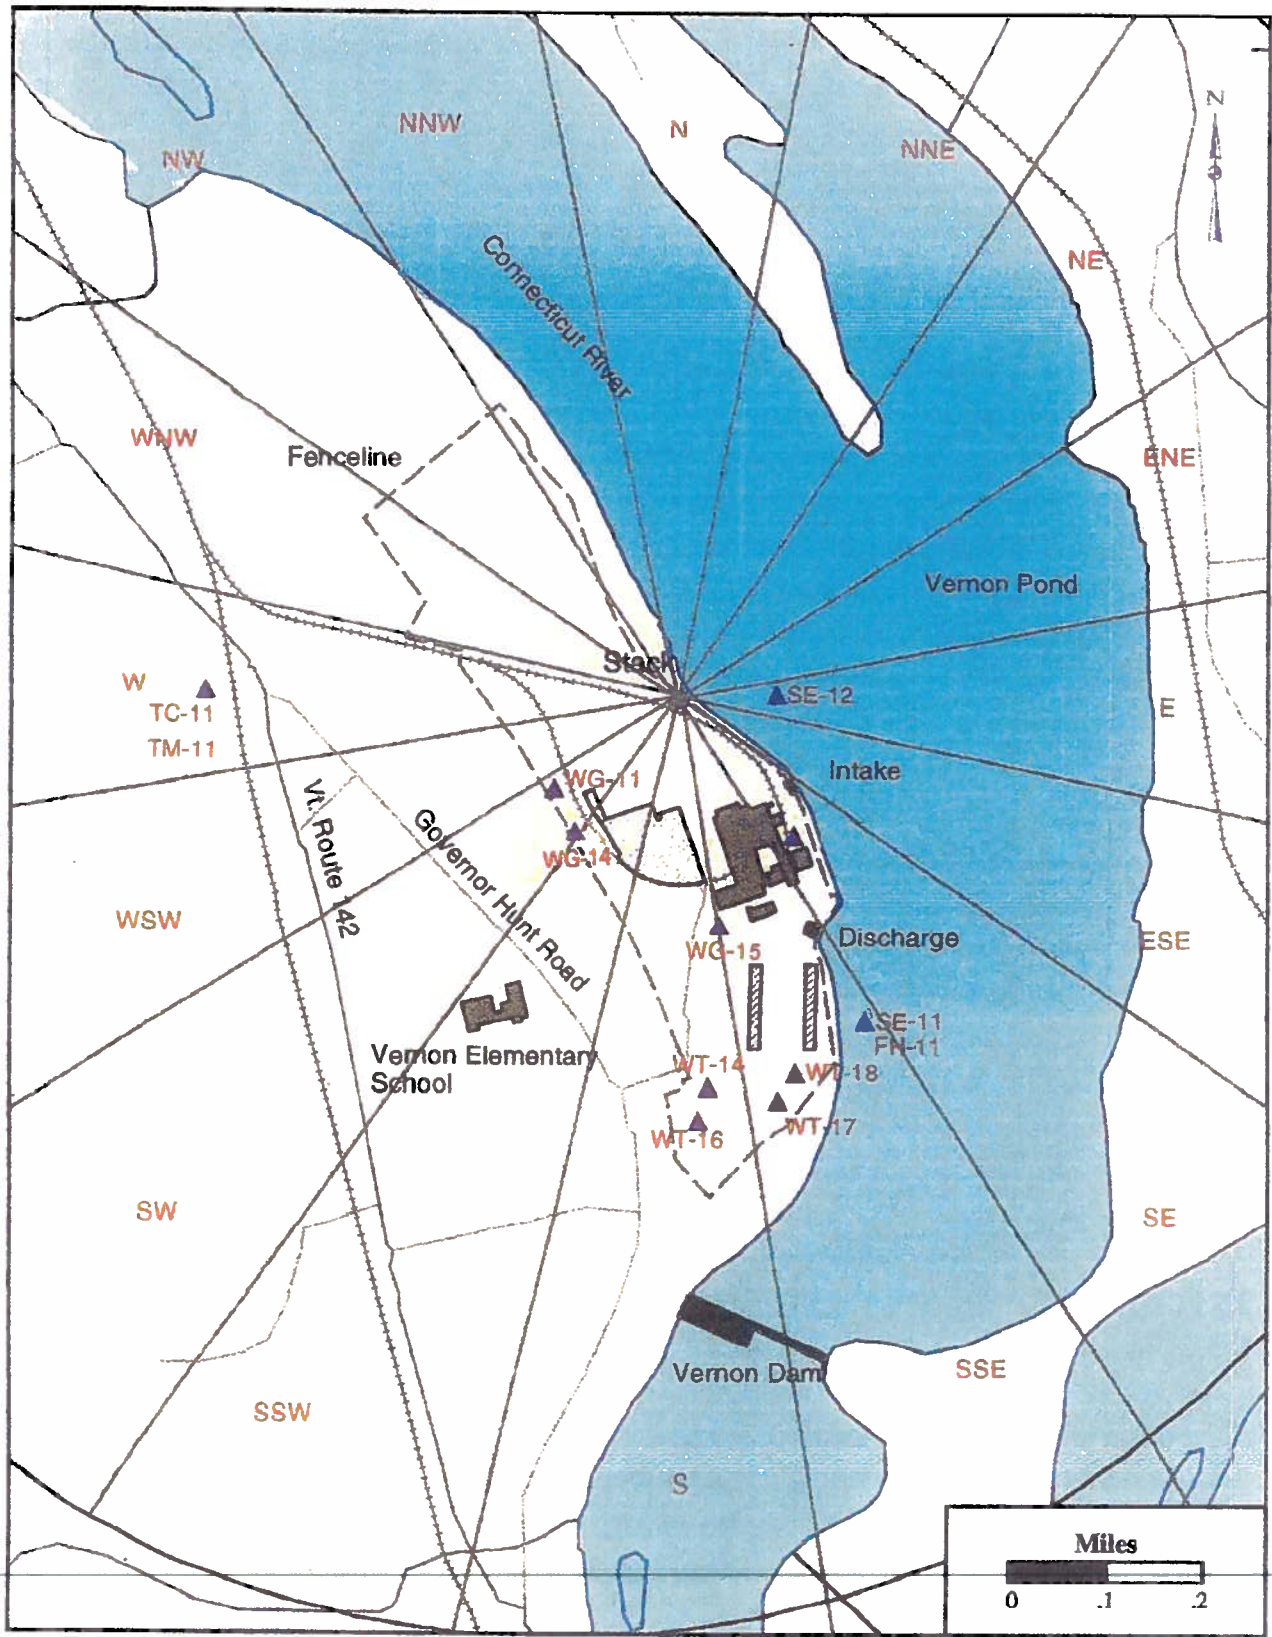 N
NNW
N
NNE
NW
NE
Connecticut River
WNW
Fenceline
ENE
Vernon Pond
Stack
W
TC-11
TM-11
SE-12
E
Intake
WG-11
Vt. Route 142
Governor Hunt Road
WG-14
WSW
WG-15
Discharge
ESE
SE-11
FH-11
Vernon Elementary
School
WT-14
WT-18
WT-16
WT-17
SW
SE
Vernon Dam
SSE
SSW
S
Miles
0 .1 .2